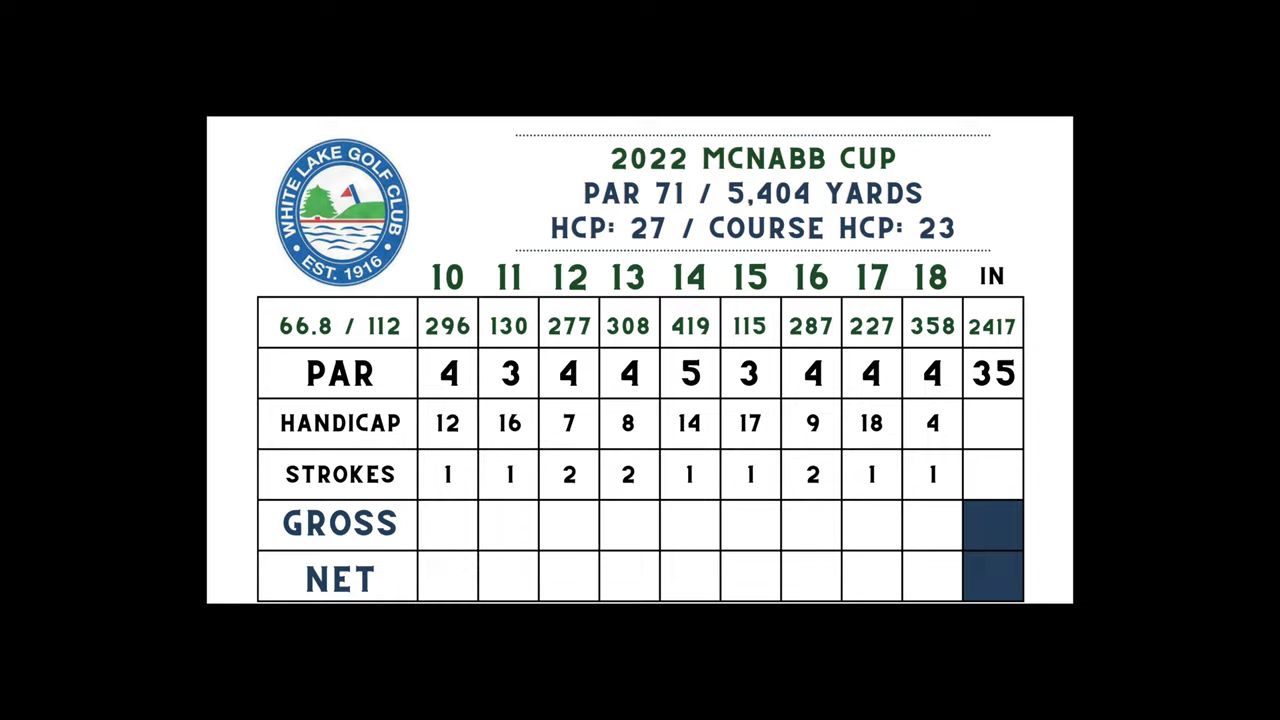 WHITE LAKE GOLF CLUB
• EST. 1916 •
2022 MCNABB CUP
PAR 71 / 5,404 YARDS
HCP: 27 / COURSE HCP: 23
10 11 12 13 14 15 16 17 18 IN
66.8 / 112 296 130 277 308 419 115 287 227 358 2417
PAR 4 3 4 4 5 3 4 4 4 35
HANDICAP 12 16 7 8 14 17 9 18 4
STROKES 1 1 2 2 1 1 2 1 1
GROSS
NET